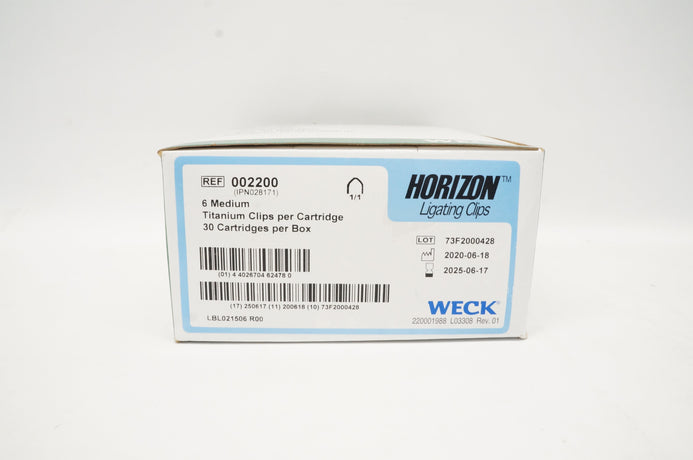 REF 002200
(IPN028171)
6 Medium
Titanium Clips per Cartridge
30 Cartridges per Box
1/1
(01) 4 4026704 62478 0
(17) 250617 (11) 200618 (10) 73F2000428
LBL021506 R00
HORIZON™
Ligating Clips
LOT 73F2000428
2020-06-18
2025-06-17
WECK®
220001988 L03308 Rev. 01